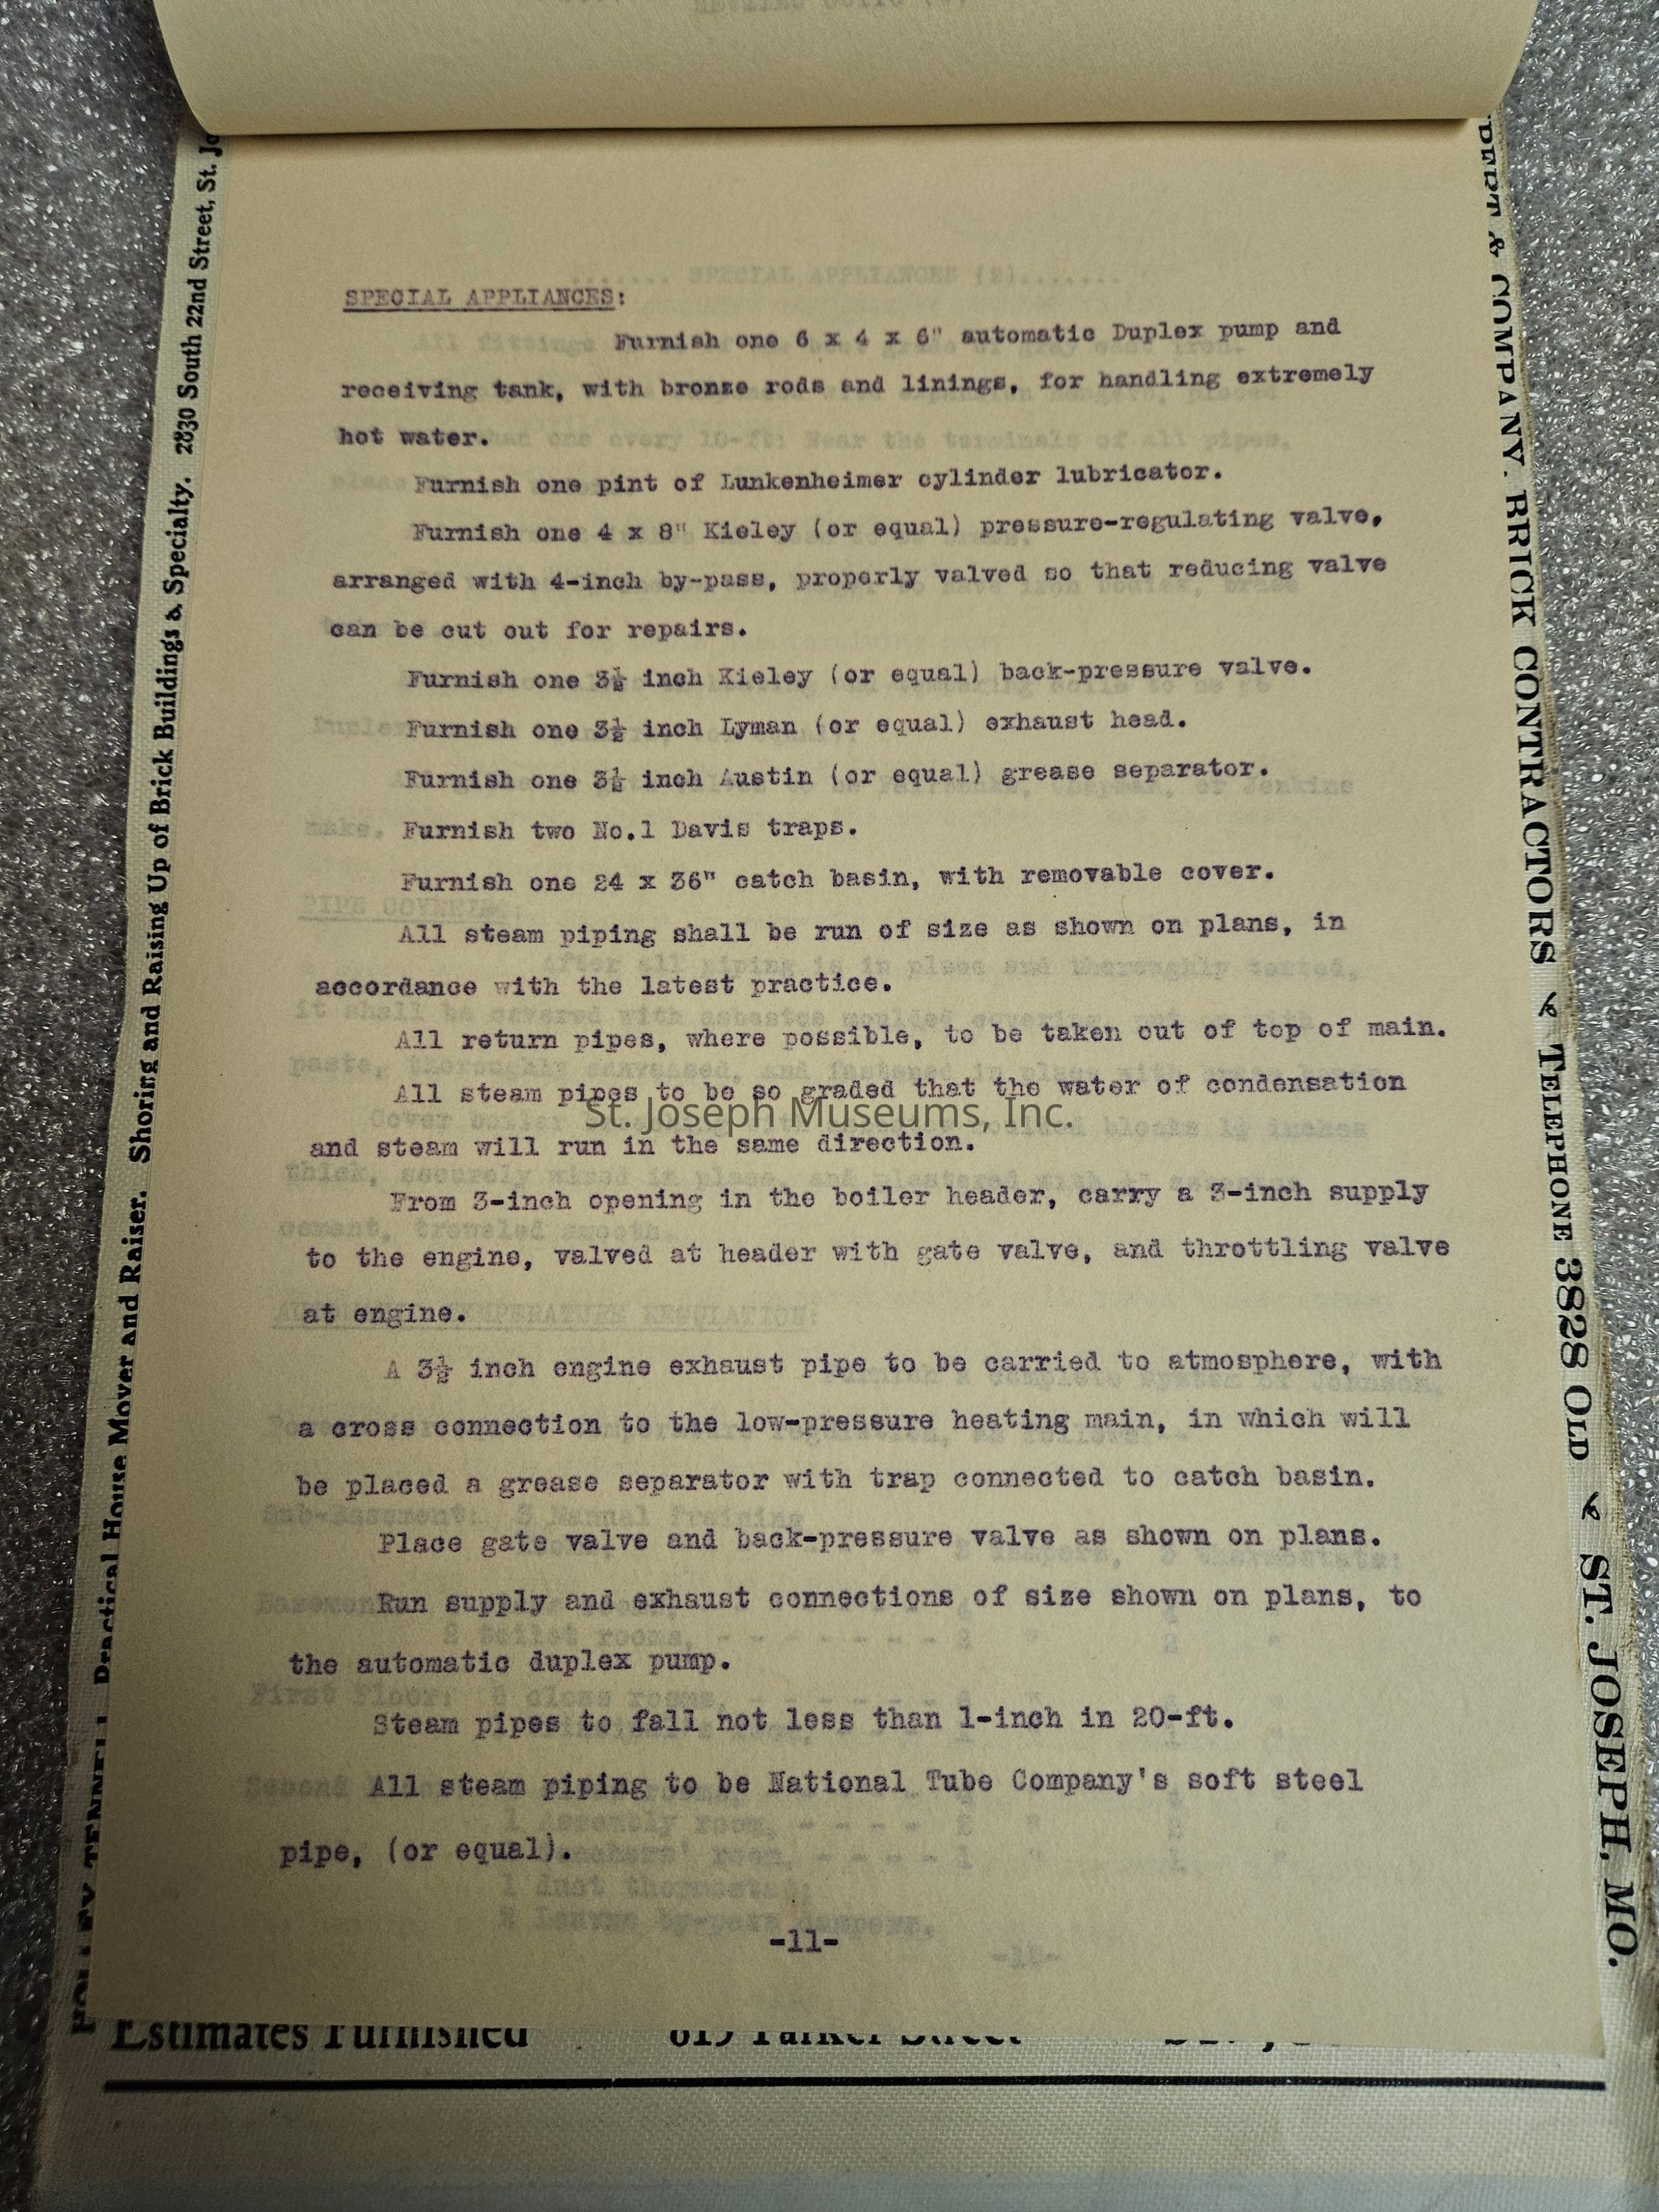 SPECIAL APPLIANCES:
Furnish one 6 x 4 x 6" automatic Duplex pump and
receiving tank, with bronze rods and linings, for handling extremely
hot water.
Furnish one pint of Lunkenheimer cylinder lubricator.
Furnish one 4 x 8" Kieley (or equal) pressure-regulating valve,
arranged with 4-inch by-pass, properly valved so that reducing valve
can be cut out for repairs.
Furnish one 3½ inch Kieley (or equal) back-pressure valve.
Furnish one 3½ inch Lyman (or equal) exhaust head.
Furnish one 3½ inch Austin (or equal) grease separator.
Furnish two No.1 Davis traps.
Furnish one 24 x 36" catch basin, with removable cover.
All steam piping shall be run of size as shown on plans, in
accordance with the latest practice.
All return pipes, where possible, to be taken out of top of main.
All steam pipes to be so graded that the water of condensation
St. Joseph Museums, Inc.
and steam will run in the same direction.
From 3-inch opening in the boiler header, carry a 3-inch supply
to the engine, valved at header with gate valve, and throttling valve
at engine.
A 3½ inch engine exhaust pipe to be carried to atmosphere, with
a cross connection to the low-pressure heating main, in which will
be placed a grease separator with trap connected to catch basin.
Place gate valve and back-pressure valve as shown on plans.
Run supply and exhaust connections of size shown on plans, to
the automatic duplex pump.
Steam pipes to fall not less than 1-inch in 20-ft.
All steam piping to be National Tube Company's soft steel
pipe, (or equal).
-11-
Practical House Mover and Raiser. Shoring and Raising Up of Brick Buildings a Specialty. 2830 South 22nd Street, St.
& COMPANY. BRICK CONTRACTORS TELEPHONE 3828 OLD ST. JOSEPH, MO.
Estimates Furnished